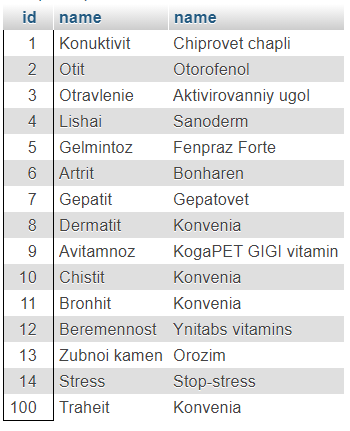 id name name
1 Konuktivit Chiprovet chapli
2 Otit Otorofenol
3 Otravlenie Aktivirovanniy ugol
4 Lishai Sanoderm
5 Gelmintoz Fenpraz Forte
6 Artrit Bonharen
7 Gepatit Gepatovet
8 Dermatit Konvenia
9 Avitamnoz KogaPET GIGI vitamin
10 Chistit Konvenia
11 Bronhit Konvenia
12 Beremennost Ynitabs vitamins
13 Zubnoi kamen Orozim
14 Stress Stop-stress
100 Traheit Konvenia